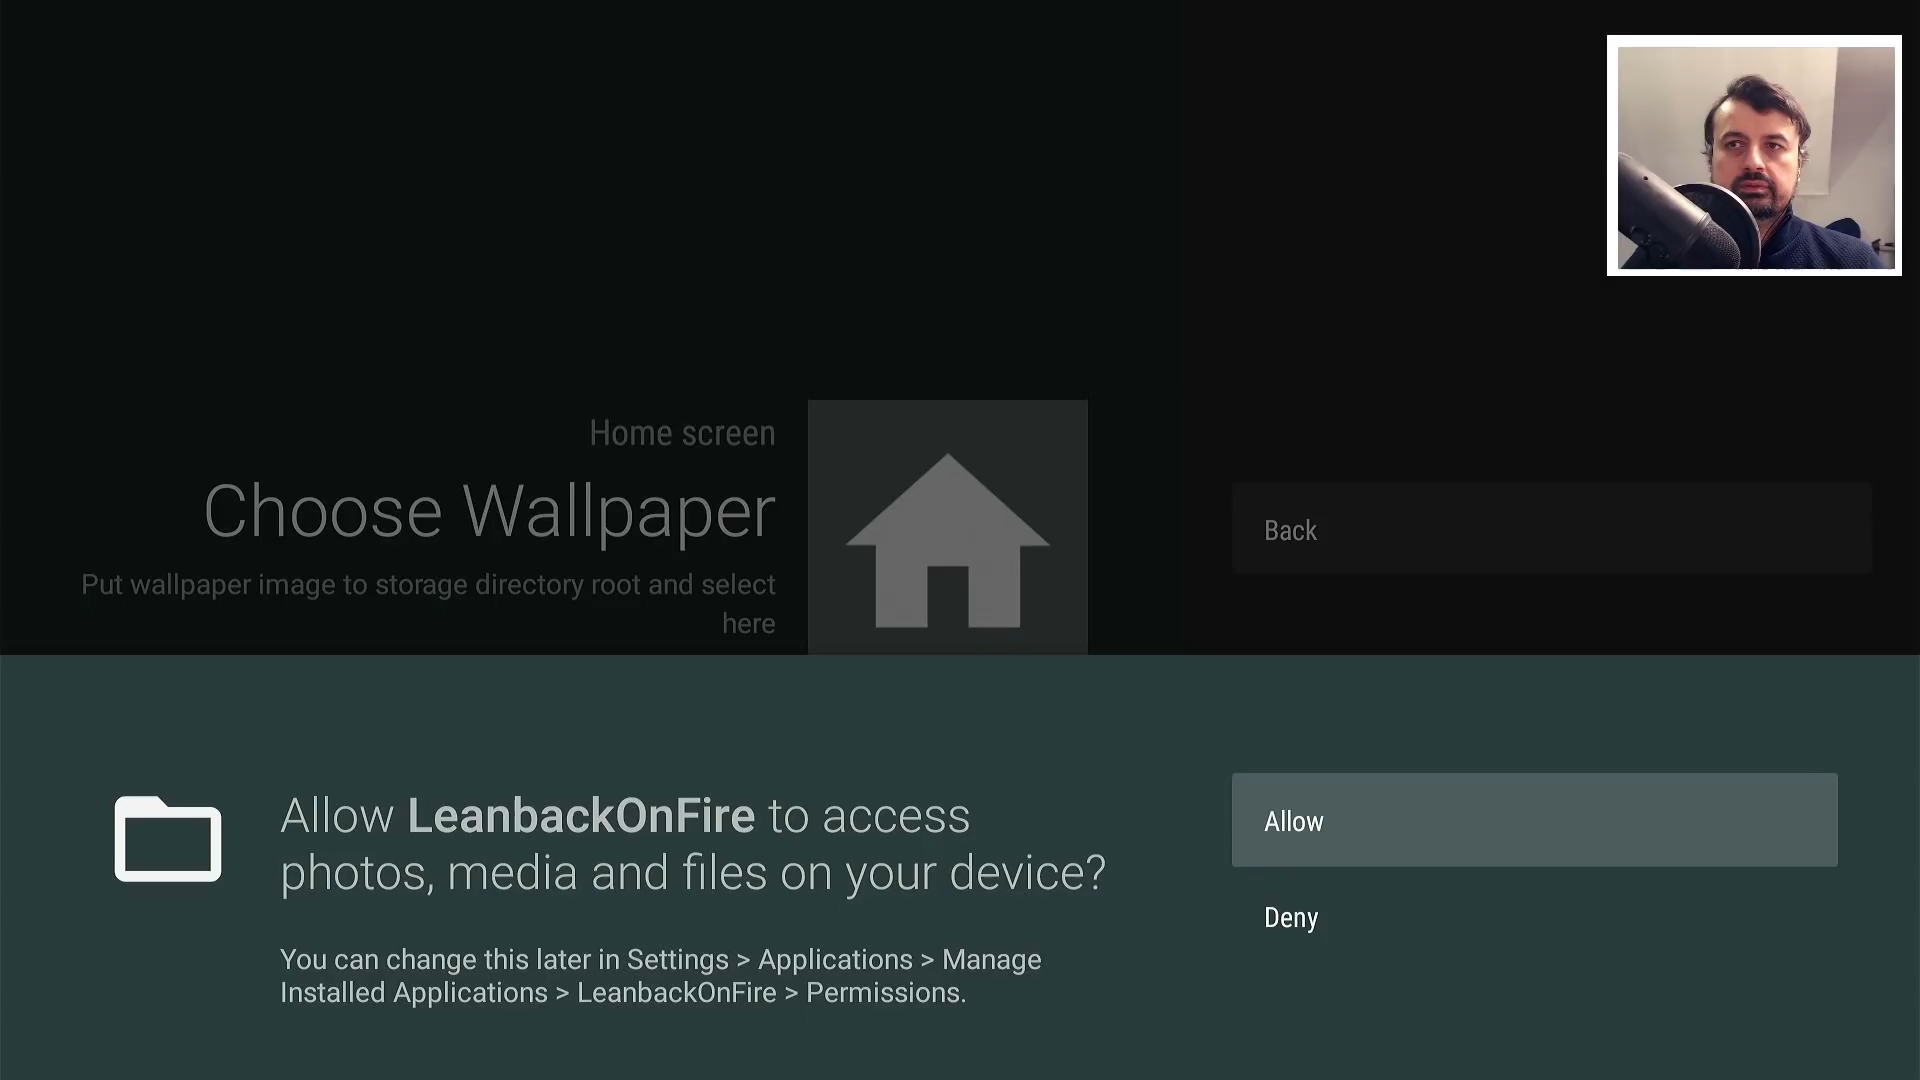 Home screen
Choose Wallpaper
Put wallpaper image to storage directory root and select
here
Back
Allow LeanbackOnFire to access
photos, media and files on your device?
You can change this later in Settings > Applications > Manage
Installed Applications > LeanbackOnFire > Permissions.
Allow
Deny